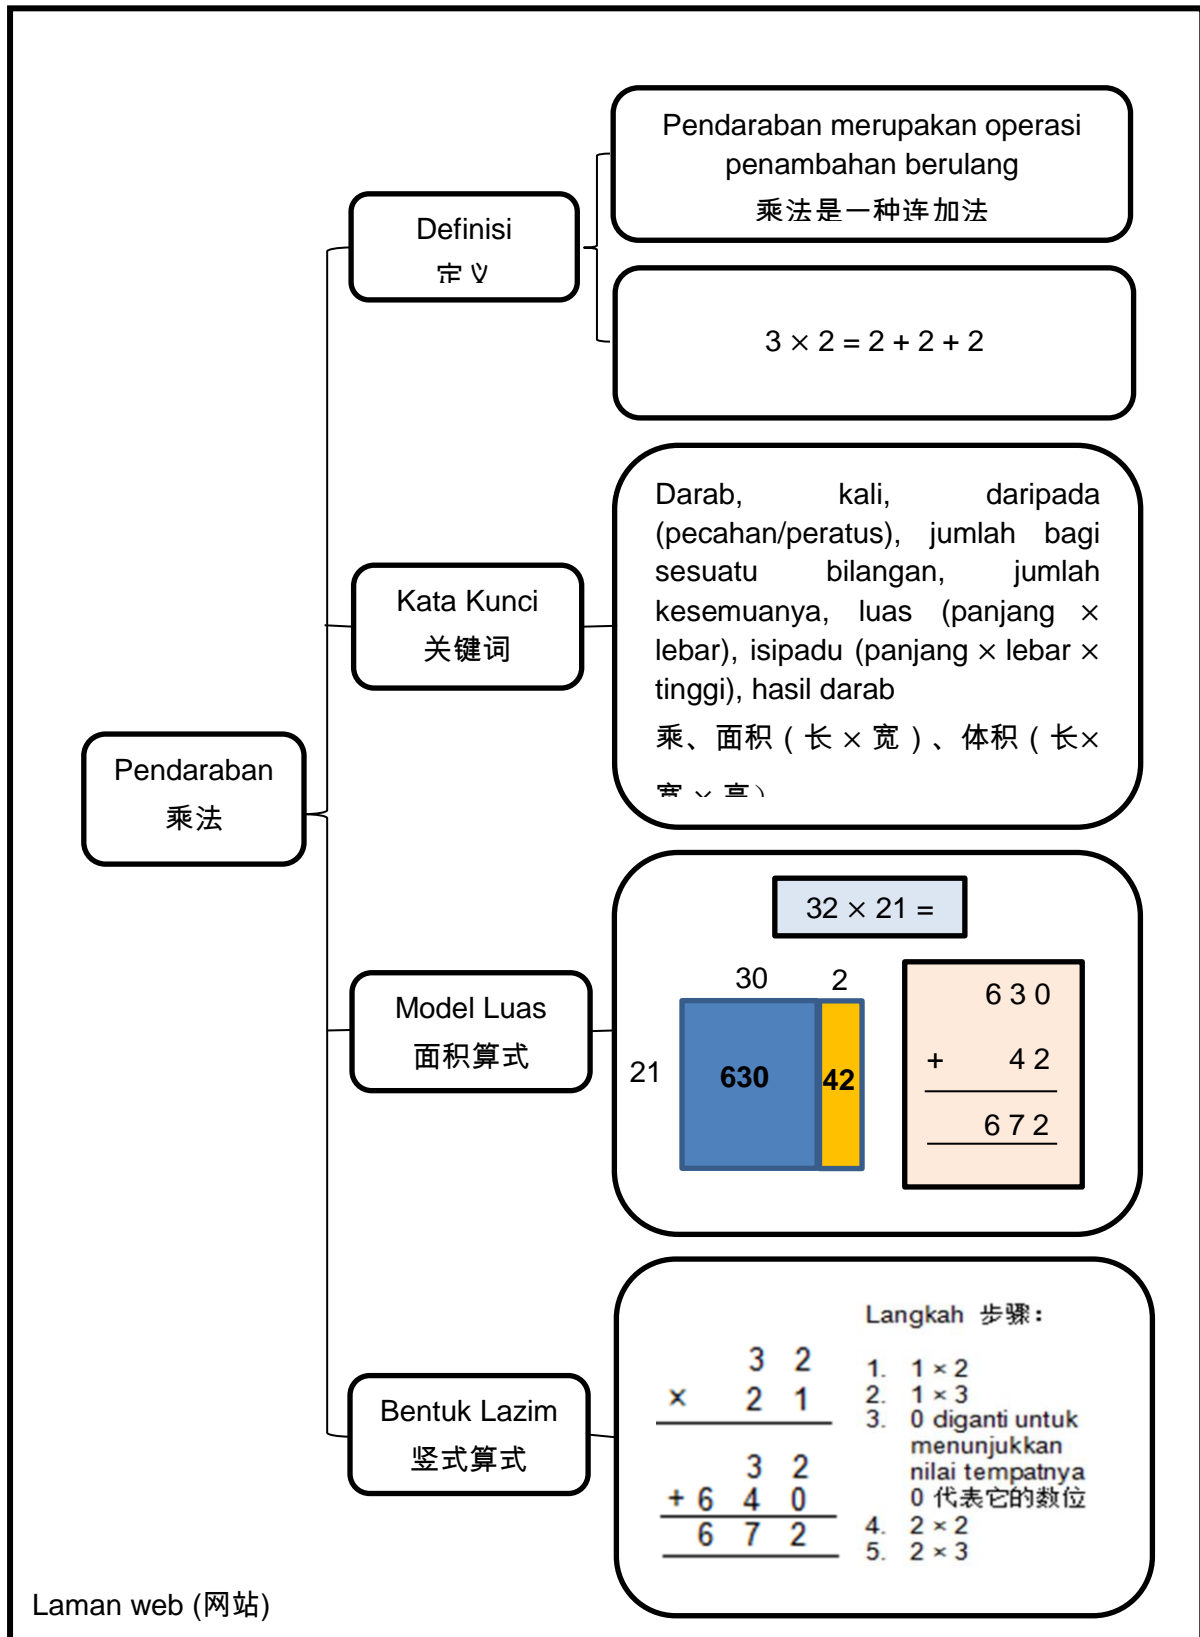 Pendaraban merupakan operasi
penambahan berulang
乘法是一种连加法
Definisi
定义
3 × 2 = 2 + 2 + 2
Darab, kali, daripada
(pecahan/peratus), jumlah bagi
sesuatu bilangan, jumlah
kesemuanya, luas (panjang ×
lebar), isipadu (panjang × lebar ×
tinggi), hasil darab
乘、面积（长 × 宽）、体积（长×
宽 × 高）
Kata Kunci
关键词
Pendaraban
乘法
32 × 21 =
30 2
21 630 42
6 3 0
+ 4 2
6 7 2
Model Luas
面积算式
Bentuk Lazim
竖式算式
3 2
× 2 1
3 2
+ 6 4 0
6 7 2
Langkah 步骤：
1. 1 × 2
2. 1 × 3
3. 0 diganti untuk
menunjukkan
nilai tempatnya
0 代表它的数位
4. 2 × 2
5. 2 × 3
Laman web (网站)